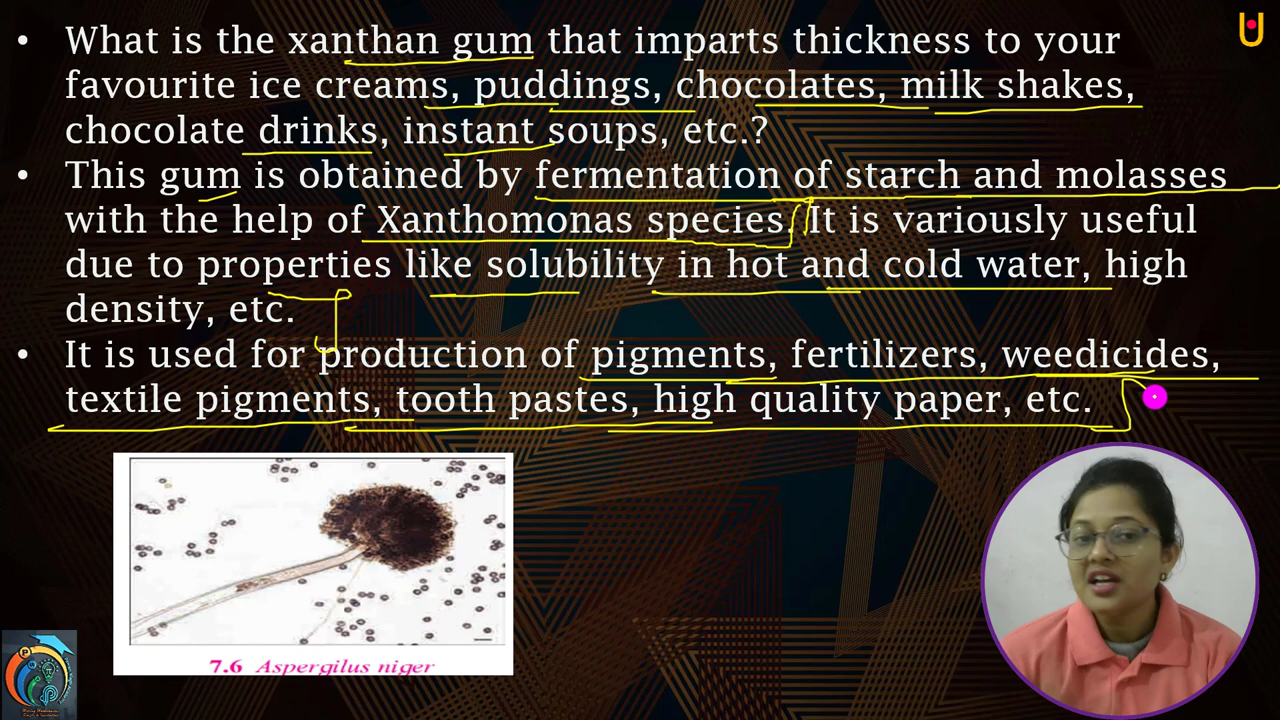 • What is the xanthan gum that imparts thickness to your
favourite ice creams, puddings, chocolates, milk shakes,
chocolate drinks, instant soups, etc.?
• This gum is obtained by fermentation of starch and molasses
with the help of Xanthomonas species. It is variously useful
due to properties like solubility in hot and cold water, high
density, etc.
• It is used for production of pigments, fertilizers, weedicides,
textile pigments, tooth pastes, high quality paper, etc.
7.6 Aspergilus niger